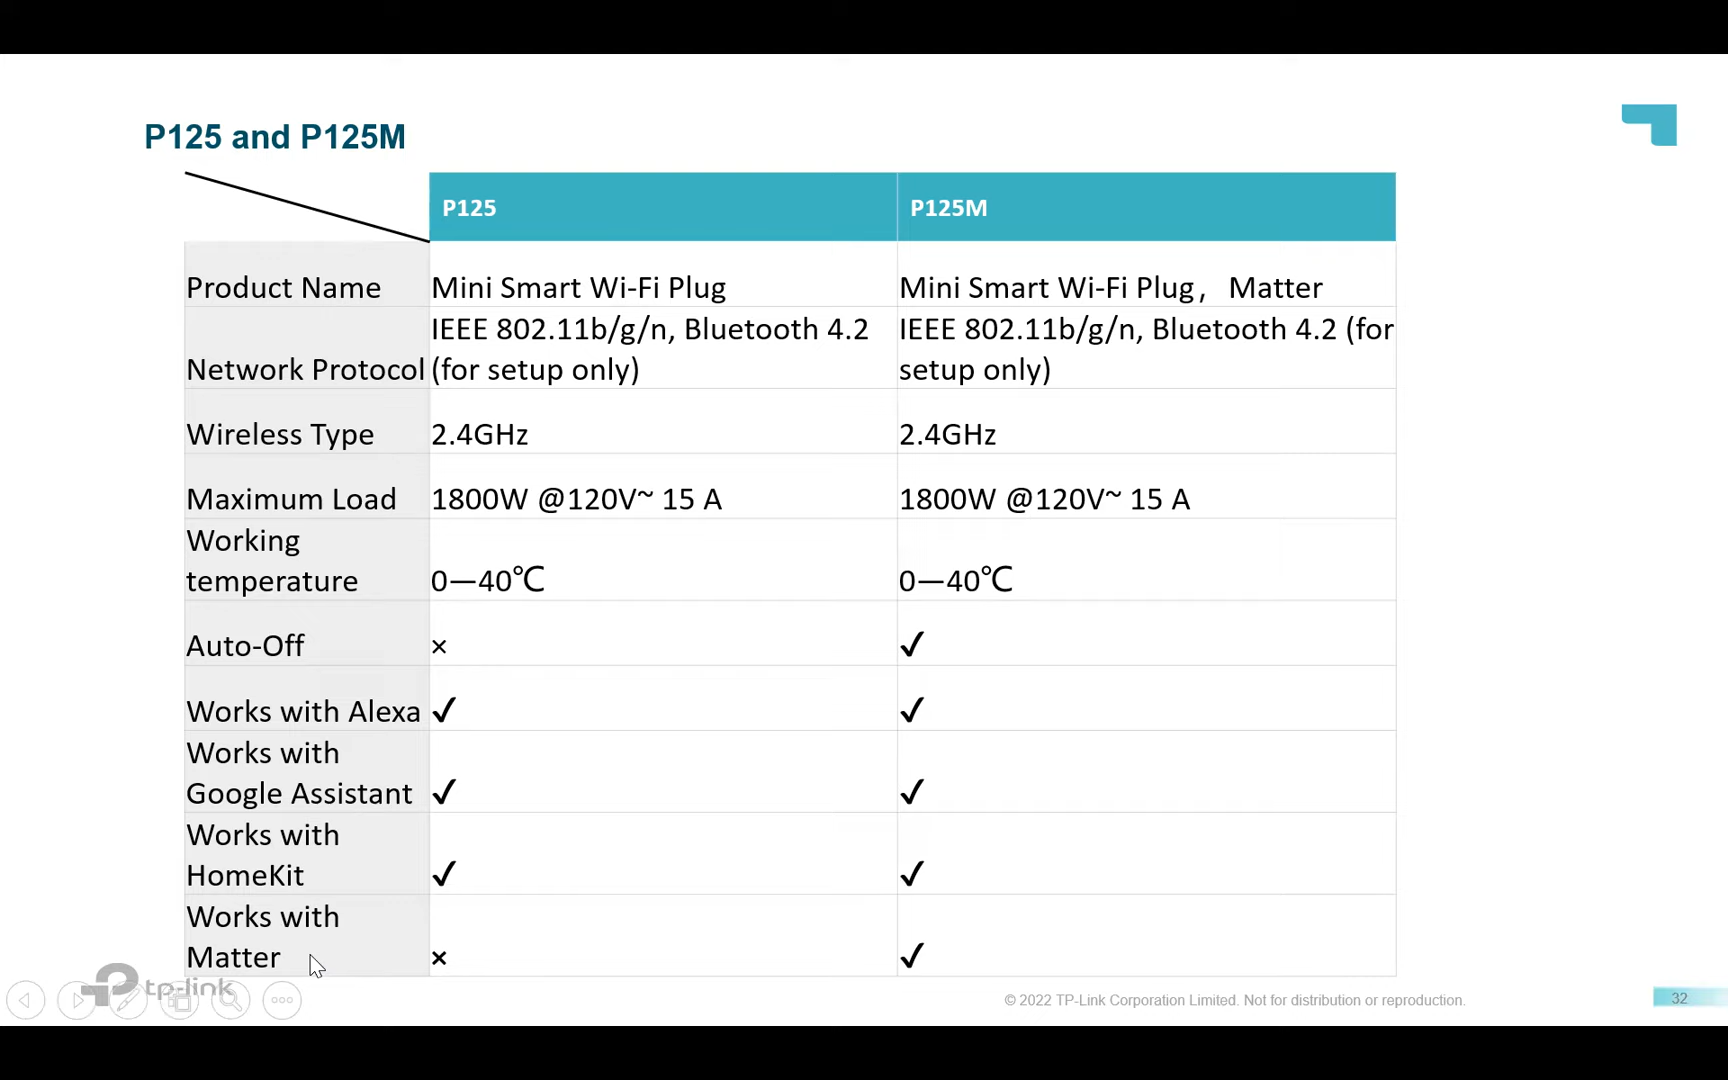 P125 and P125M
P125 P125M
Product Name Mini Smart Wi-Fi Plug Mini Smart Wi-Fi Plug， Matter
IEEE 802.11b/g/n, Bluetooth 4.2 IEEE 802.11b/g/n, Bluetooth 4.2 (for
Network Protocol (for setup only) setup only)
Wireless Type 2.4GHz 2.4GHz
Maximum Load 1800W @120V~ 15 A 1800W @120V~ 15 A
Working
temperature 0—40℃ 0—40℃
Auto-Off × ✓
Works with Alexa ✓ ✓
Works with
Google Assistant ✓ ✓
Works with
HomeKit ✓ ✓
Works with
Matter × ✓
tp-link
© 2022 TP-Link Corporation Limited. Not for distribution or reproduction.
32